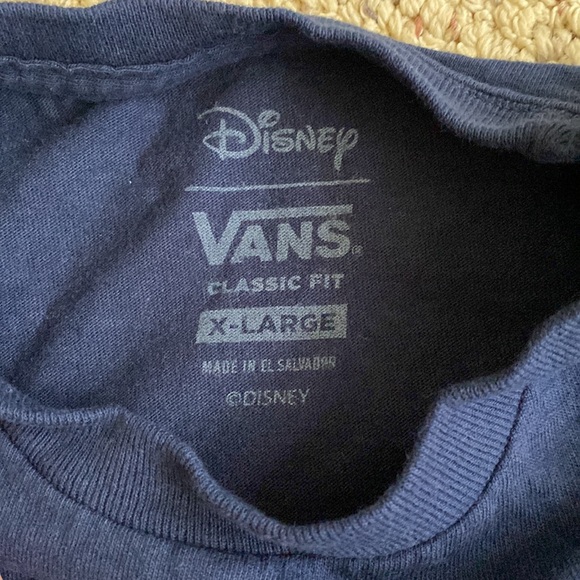 Disney
VANS®
CLASSIC FIT
X-LARGE
MADE IN EL SALVADOR
©DISNEY